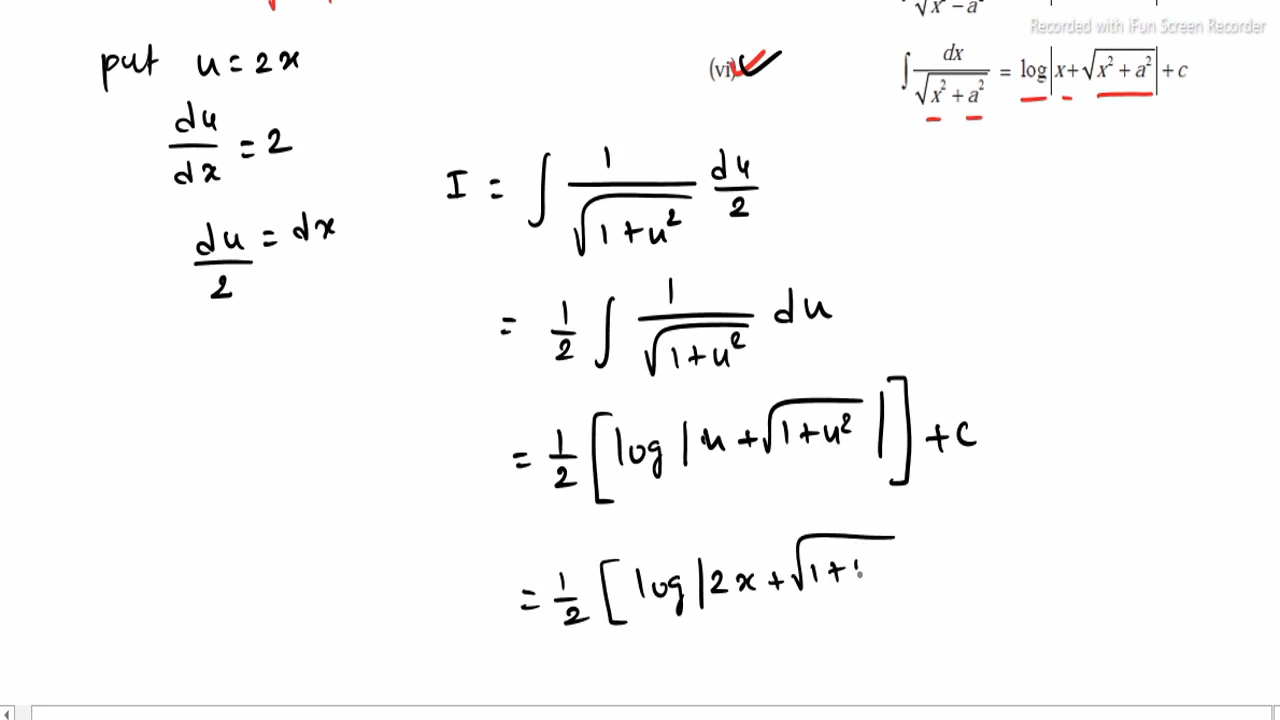 √x² − a²
Recorded with iFun Screen Recorder
put u = 2x
(vi) ∫ dx / √x² + a² = log|x + √x² + a²| + c
du/dx = 2
I = ∫ 1/√1 + u² du/2
du/2 = dx
= 1/2 ∫ 1/√1 + u² du
= 1/2 [log|u + √1 + u²|] + c
= 1/2 [log|2x + √1 +